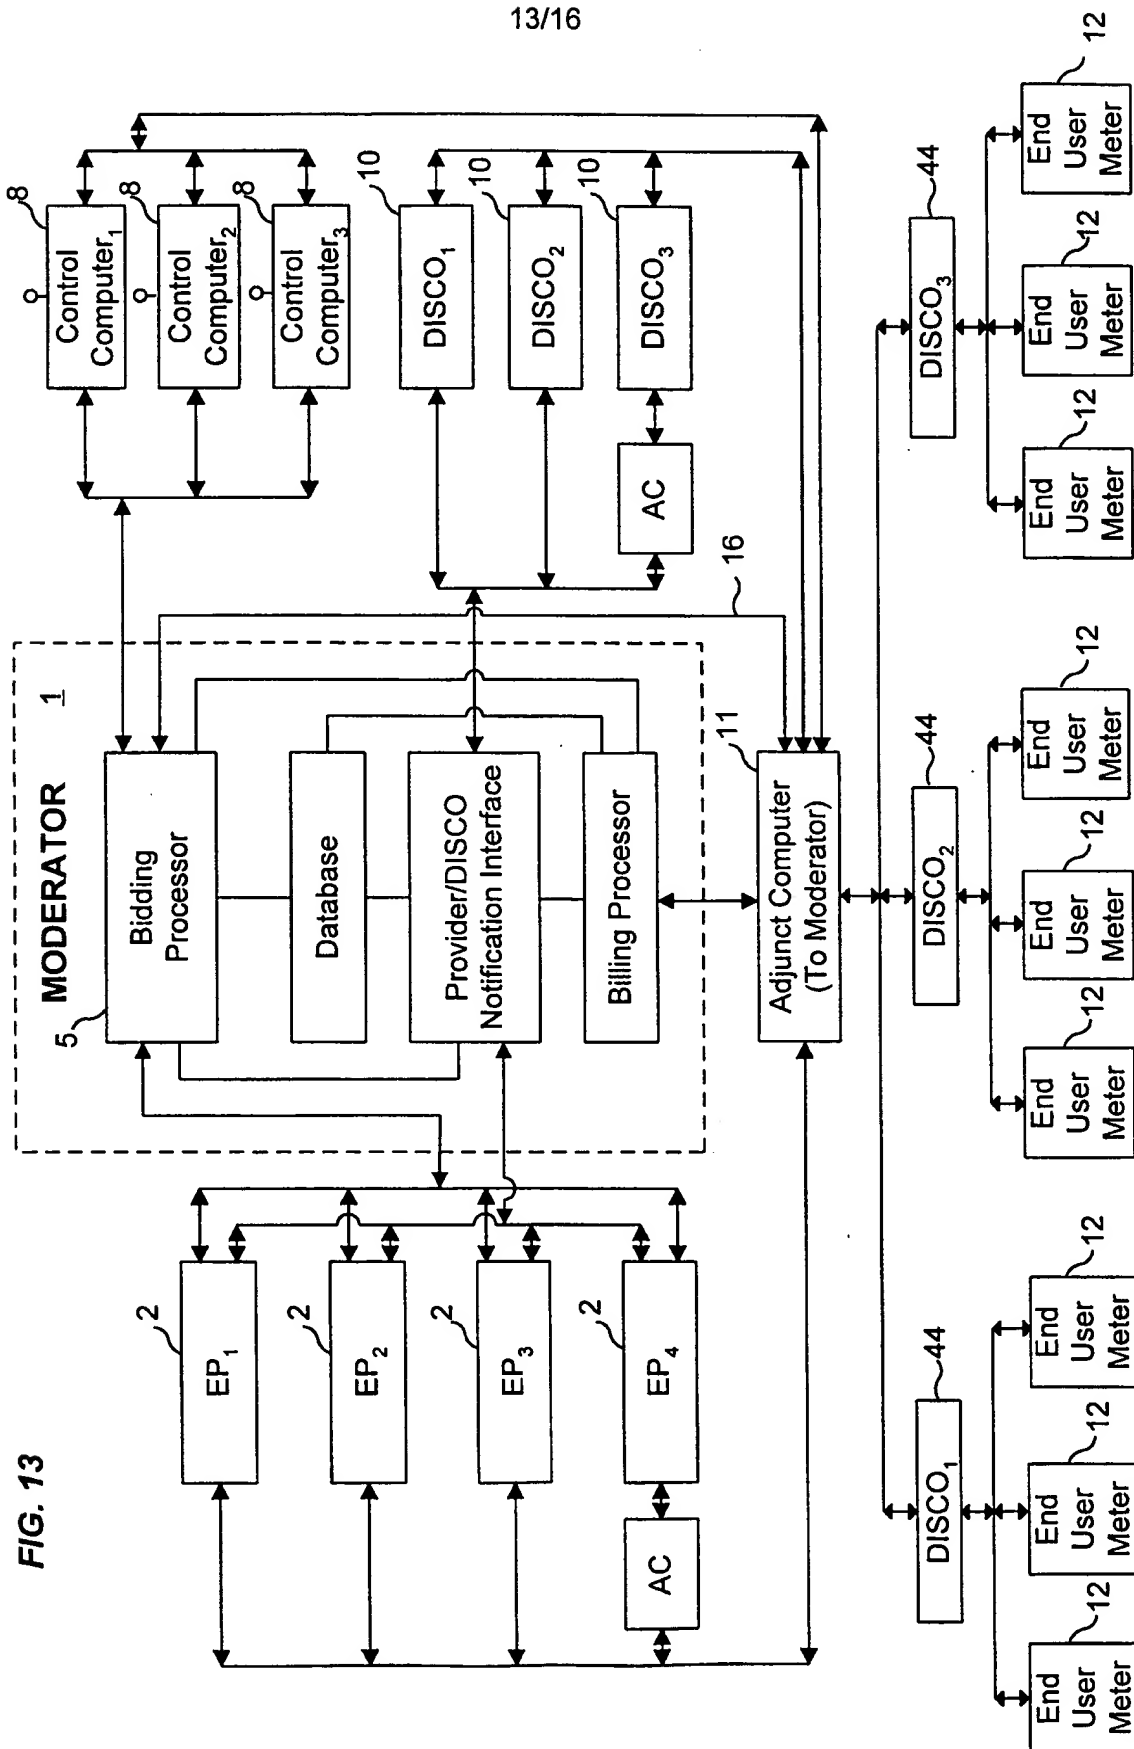 13/16
FIG. 13
MODERATOR
1
5
Bidding
Processor
Database
Provider/DISCO
Notification Interface
Billing Processor
2
EP₁
2
EP₂
2
EP₃
2
EP₄
AC
8
Control
Computer₁
8
Control
Computer₂
8
Control
Computer₃
10
DISCO₁
10
DISCO₂
10
DISCO₃
AC
16
11
Adjunct Computer
(To Moderator)
44
DISCO₁
44
DISCO₂
44
DISCO₃
12
End
User
Meter
12
End
User
Meter
12
End
User
Meter
12
End
User
Meter
12
End
User
Meter
12
End
User
Meter
12
End
User
Meter
12
End
User
Meter
12
End
User
Meter